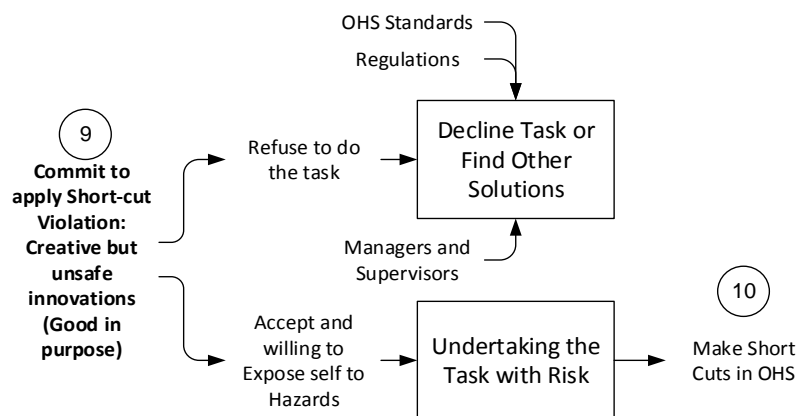 OHS Standards
Regulations
9
Commit to
apply Short-cut
Violation:
Creative but
unsafe
innovations
(Good in
purpose)
Refuse to do
the task
Decline Task or
Find Other
Solutions
Managers and
Supervisors
Accept and
willing to
Expose self to
Hazards
Undertaking the
Task with Risk
10
Make Short
Cuts in OHS